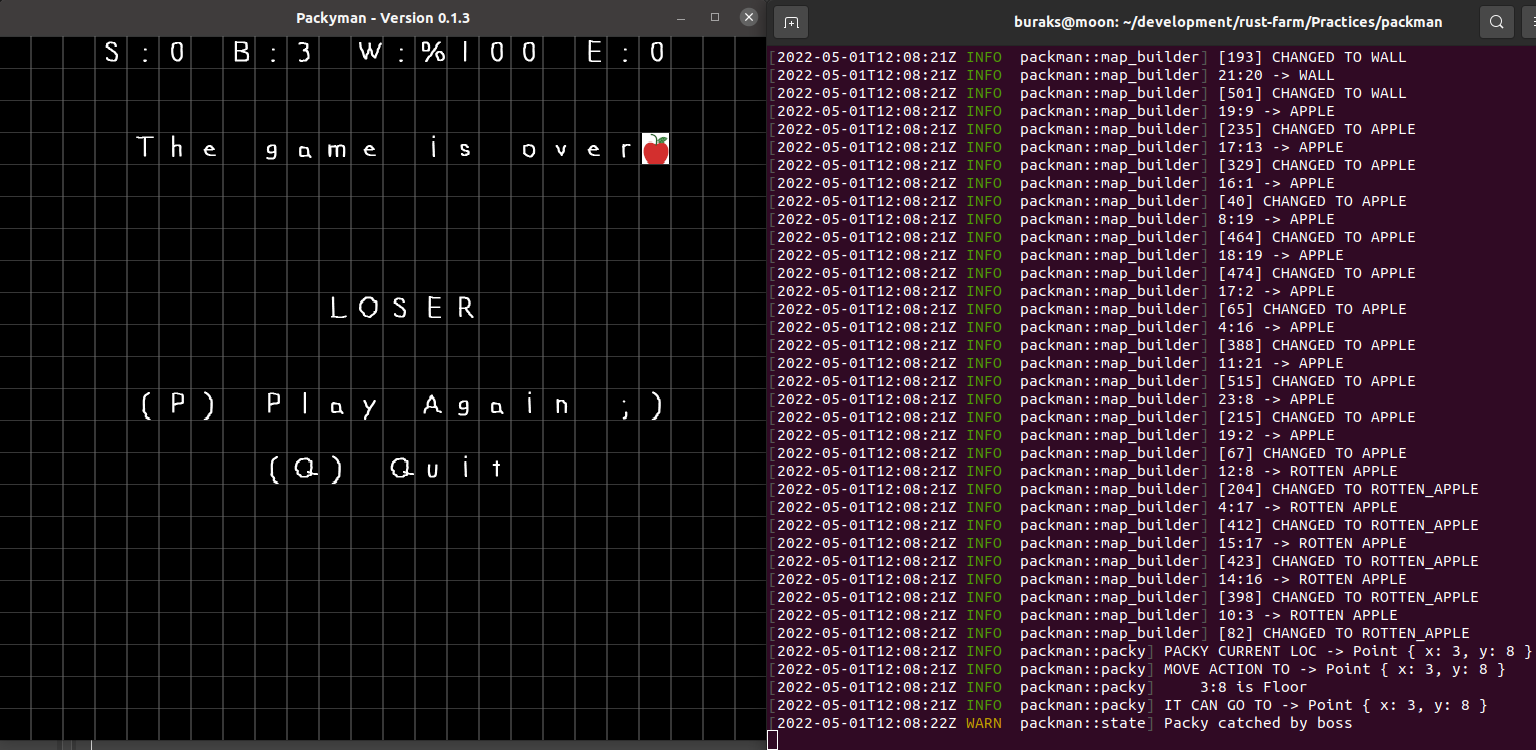 Packyman - Version 0.1.3
S:0 B:3 W:%100 E:0
The game is over
LOSER
(P) Play Again ;)
(Q) Quit
buraks@moon: ~/development/rust-farm/Practices/packman
[2022-05-01T12:08:21Z INFO  packman::map_builder] [193] CHANGED TO WALL
[2022-05-01T12:08:21Z INFO  packman::map_builder] 21:20 -> WALL
[2022-05-01T12:08:21Z INFO  packman::map_builder] [501] CHANGED TO WALL
[2022-05-01T12:08:21Z INFO  packman::map_builder] 19:9 -> APPLE
[2022-05-01T12:08:21Z INFO  packman::map_builder] [235] CHANGED TO APPLE
[2022-05-01T12:08:21Z INFO  packman::map_builder] 17:13 -> APPLE
[2022-05-01T12:08:21Z INFO  packman::map_builder] [329] CHANGED TO APPLE
[2022-05-01T12:08:21Z INFO  packman::map_builder] 16:1 -> APPLE
[2022-05-01T12:08:21Z INFO  packman::map_builder] [40] CHANGED TO APPLE
[2022-05-01T12:08:21Z INFO  packman::map_builder] 8:19 -> APPLE
[2022-05-01T12:08:21Z INFO  packman::map_builder] [464] CHANGED TO APPLE
[2022-05-01T12:08:21Z INFO  packman::map_builder] 18:19 -> APPLE
[2022-05-01T12:08:21Z INFO  packman::map_builder] [474] CHANGED TO APPLE
[2022-05-01T12:08:21Z INFO  packman::map_builder] 17:2 -> APPLE
[2022-05-01T12:08:21Z INFO  packman::map_builder] [65] CHANGED TO APPLE
[2022-05-01T12:08:21Z INFO  packman::map_builder] 4:16 -> APPLE
[2022-05-01T12:08:21Z INFO  packman::map_builder] [388] CHANGED TO APPLE
[2022-05-01T12:08:21Z INFO  packman::map_builder] 11:21 -> APPLE
[2022-05-01T12:08:21Z INFO  packman::map_builder] [515] CHANGED TO APPLE
[2022-05-01T12:08:21Z INFO  packman::map_builder] 23:8 -> APPLE
[2022-05-01T12:08:21Z INFO  packman::map_builder] [215] CHANGED TO APPLE
[2022-05-01T12:08:21Z INFO  packman::map_builder] 19:2 -> APPLE
[2022-05-01T12:08:21Z INFO  packman::map_builder] [67] CHANGED TO APPLE
[2022-05-01T12:08:21Z INFO  packman::map_builder] 12:8 -> ROTTEN APPLE
[2022-05-01T12:08:21Z INFO  packman::map_builder] [204] CHANGED TO ROTTEN_APPLE
[2022-05-01T12:08:21Z INFO  packman::map_builder] 4:17 -> ROTTEN APPLE
[2022-05-01T12:08:21Z INFO  packman::map_builder] [412] CHANGED TO ROTTEN_APPLE
[2022-05-01T12:08:21Z INFO  packman::map_builder] 15:17 -> ROTTEN APPLE
[2022-05-01T12:08:21Z INFO  packman::map_builder] [423] CHANGED TO ROTTEN_APPLE
[2022-05-01T12:08:21Z INFO  packman::map_builder] 14:16 -> ROTTEN APPLE
[2022-05-01T12:08:21Z INFO  packman::map_builder] [398] CHANGED TO ROTTEN_APPLE
[2022-05-01T12:08:21Z INFO  packman::map_builder] 10:3 -> ROTTEN APPLE
[2022-05-01T12:08:21Z INFO  packman::map_builder] [82] CHANGED TO ROTTEN_APPLE
[2022-05-01T12:08:21Z INFO  packman::packy] PACKY CURRENT LOC -> Point { x: 3, y: 8 }
[2022-05-01T12:08:21Z INFO  packman::packy] MOVE ACTION TO -> Point { x: 3, y: 8 }
[2022-05-01T12:08:21Z INFO  packman::packy]     3:8 is Floor
[2022-05-01T12:08:21Z INFO  packman::packy] IT CAN GO TO -> Point { x: 3, y: 8 }
[2022-05-01T12:08:22Z WARN  packman::state] Packy catched by boss